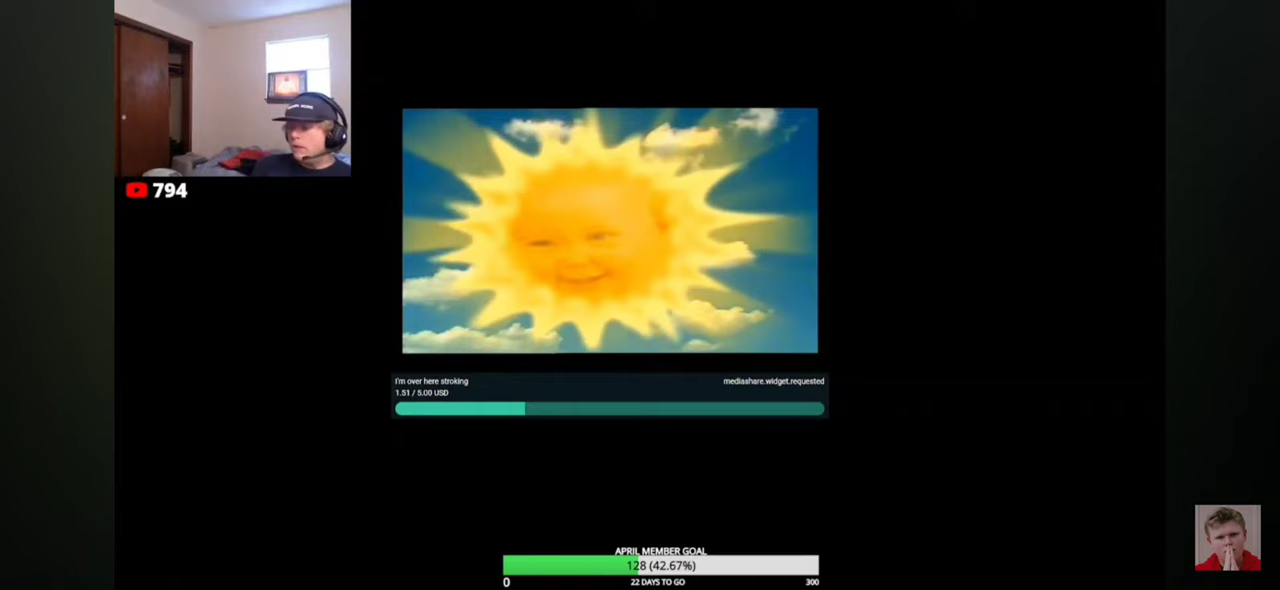 794
I'm over here stroking
mediashare.widget.requested
1.51 / 5.00 USD
APRIL MEMBER GOAL
128 (42.67%)
0
22 DAYS TO GO
300